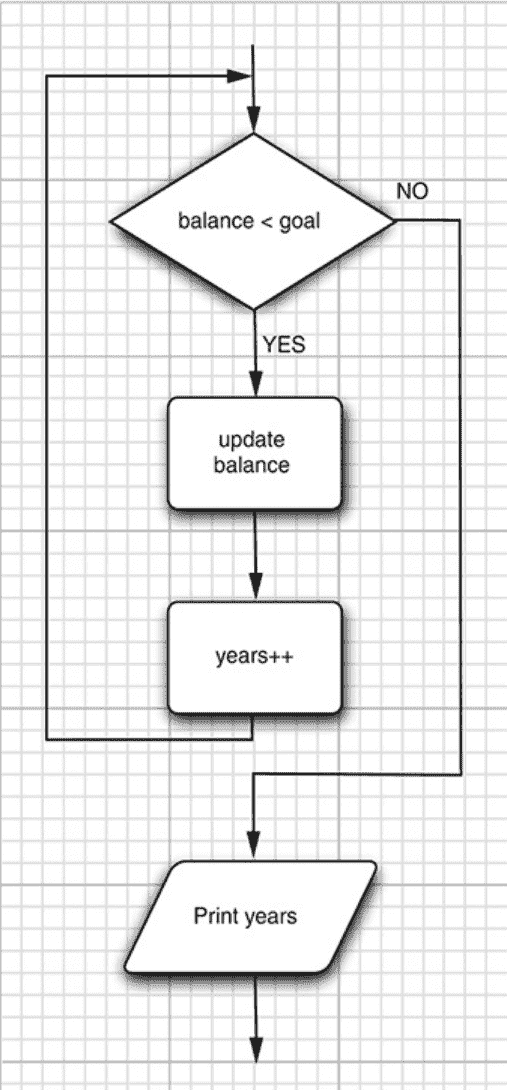 NO
balance < goal
YES
update
balance
years++
Print years